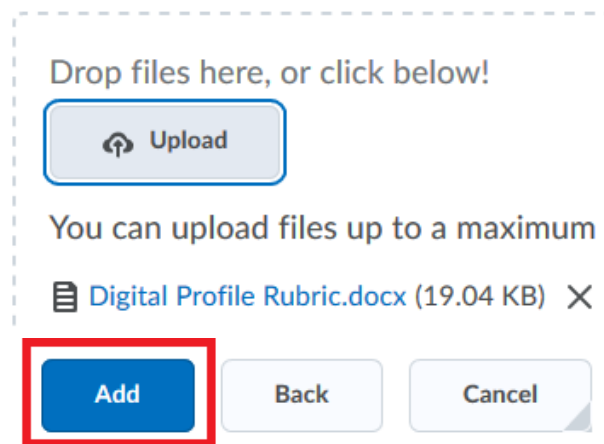 Drop files here, or click below!
Upload
You can upload files up to a maximum
Digital Profile Rubric.docx (19.04 KB)
Add Back Cancel